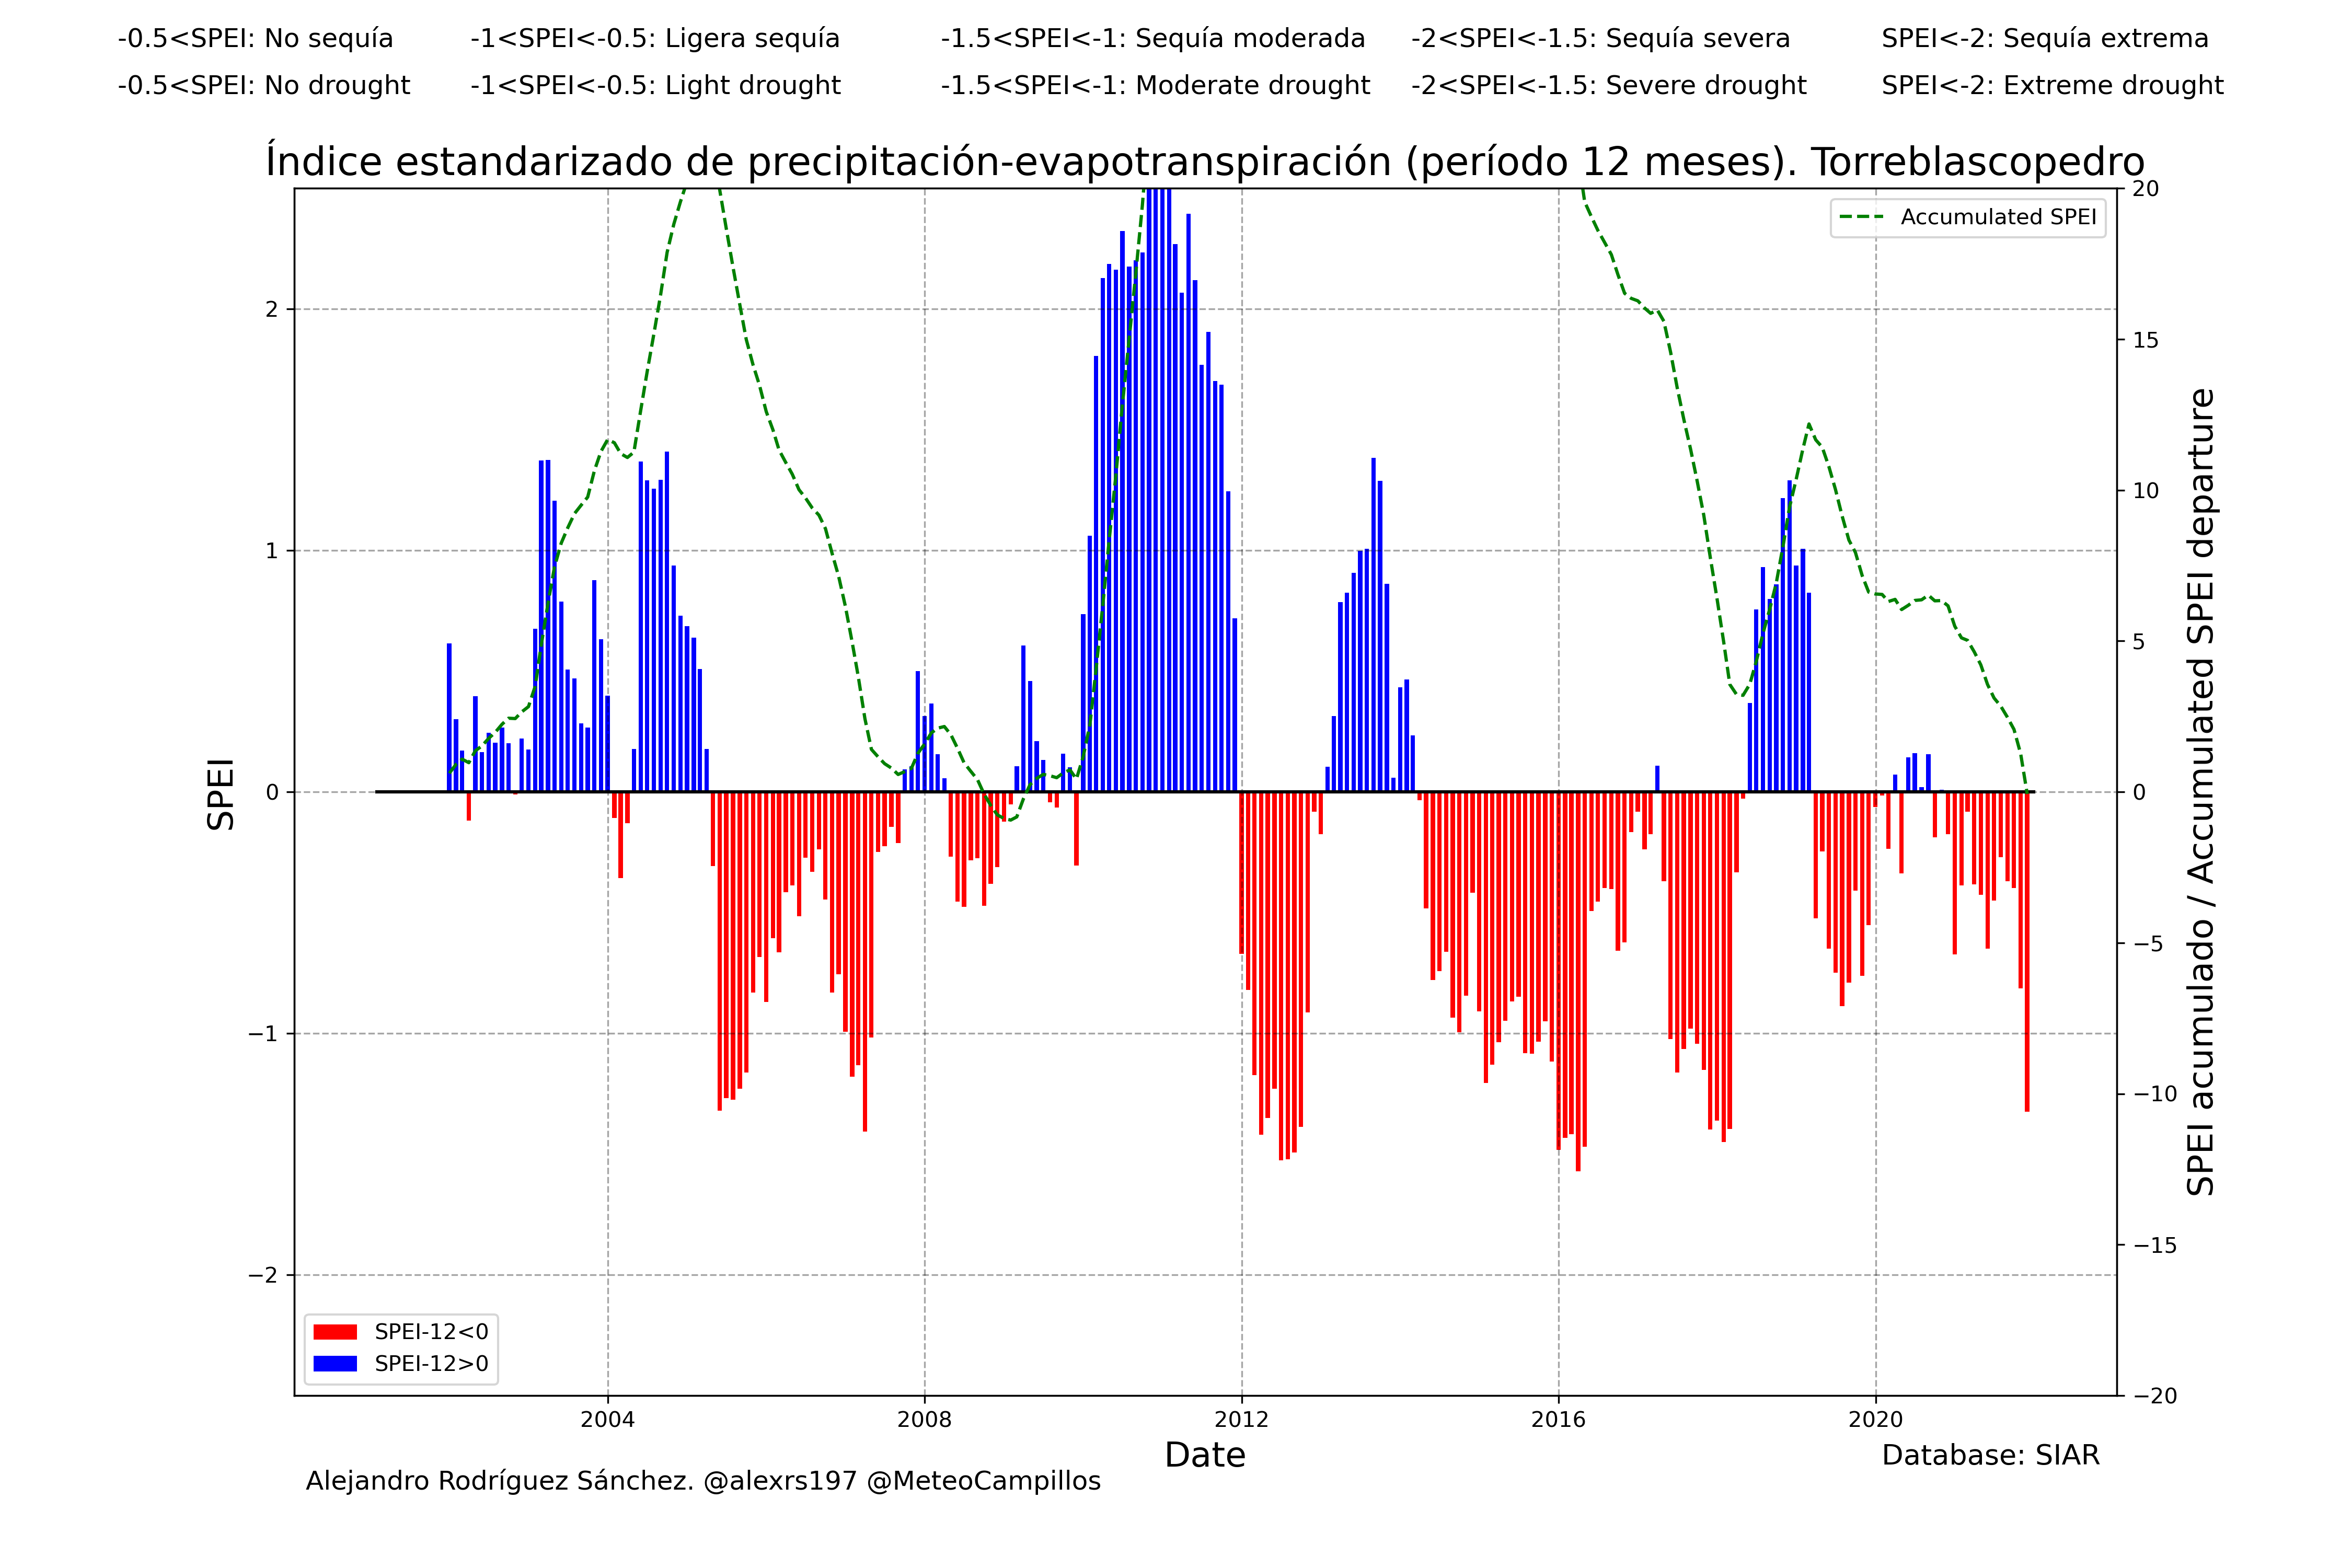 -0.5<SPEI: No sequía -1<SPEI<-0.5: Ligera sequía -1.5<SPEI<-1: Sequía moderada -2<SPEI<-1.5: Sequía severa SPEI<-2: Sequía extrema
-0.5<SPEI: No drought -1<SPEI<-0.5: Light drought -1.5<SPEI<-1: Moderate drought -2<SPEI<-1.5: Severe drought SPEI<-2: Extreme drought
Índice estandarizado de precipitación-evapotranspiración (período 12 meses). Torreblascopedro
Accumulated SPEI
SPEI
2
1
0
−1
−2
20
15
10
5
0
−5
−10
−15
−20
SPEI acumulado / Accumulated SPEI departure
SPEI-12<0
SPEI-12>0
2004 2008 2012 2016 2020
Date
Database: SIAR
Alejandro Rodríguez Sánchez. @alexrs197 @MeteoCampillos